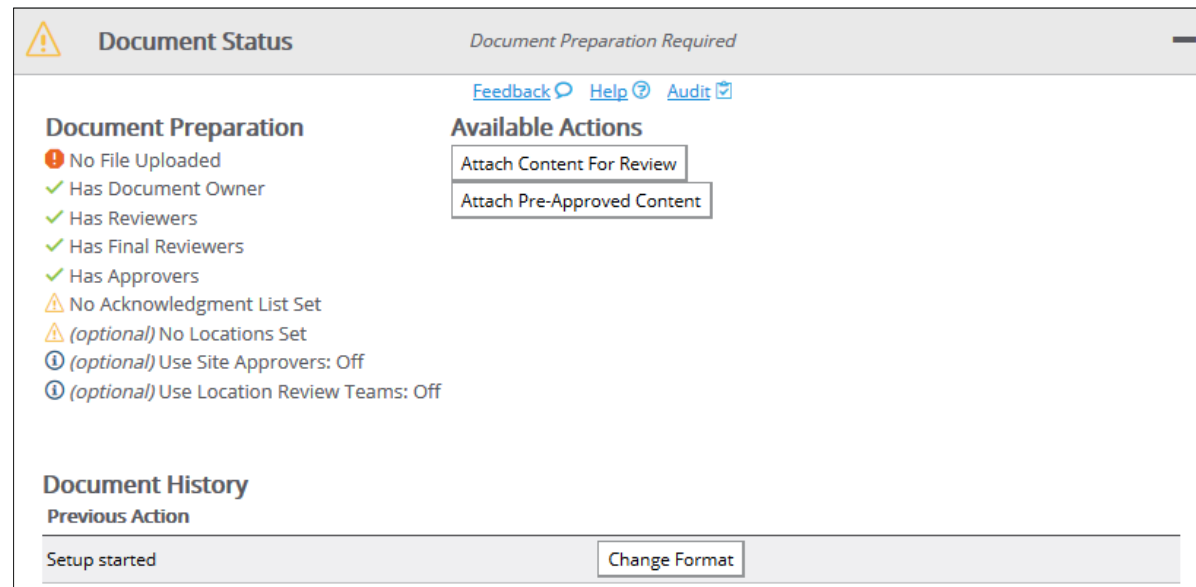 Document Status
Document Preparation Required
Feedback Help Audit
Document Preparation
No File Uploaded
Has Document Owner
Has Reviewers
Has Final Reviewers
Has Approvers
No Acknowledgment List Set
(optional) No Locations Set
(optional) Use Site Approvers: Off
(optional) Use Location Review Teams: Off
Available Actions
Attach Content For Review
Attach Pre-Approved Content
Document History
Previous Action
Setup started
Change Format